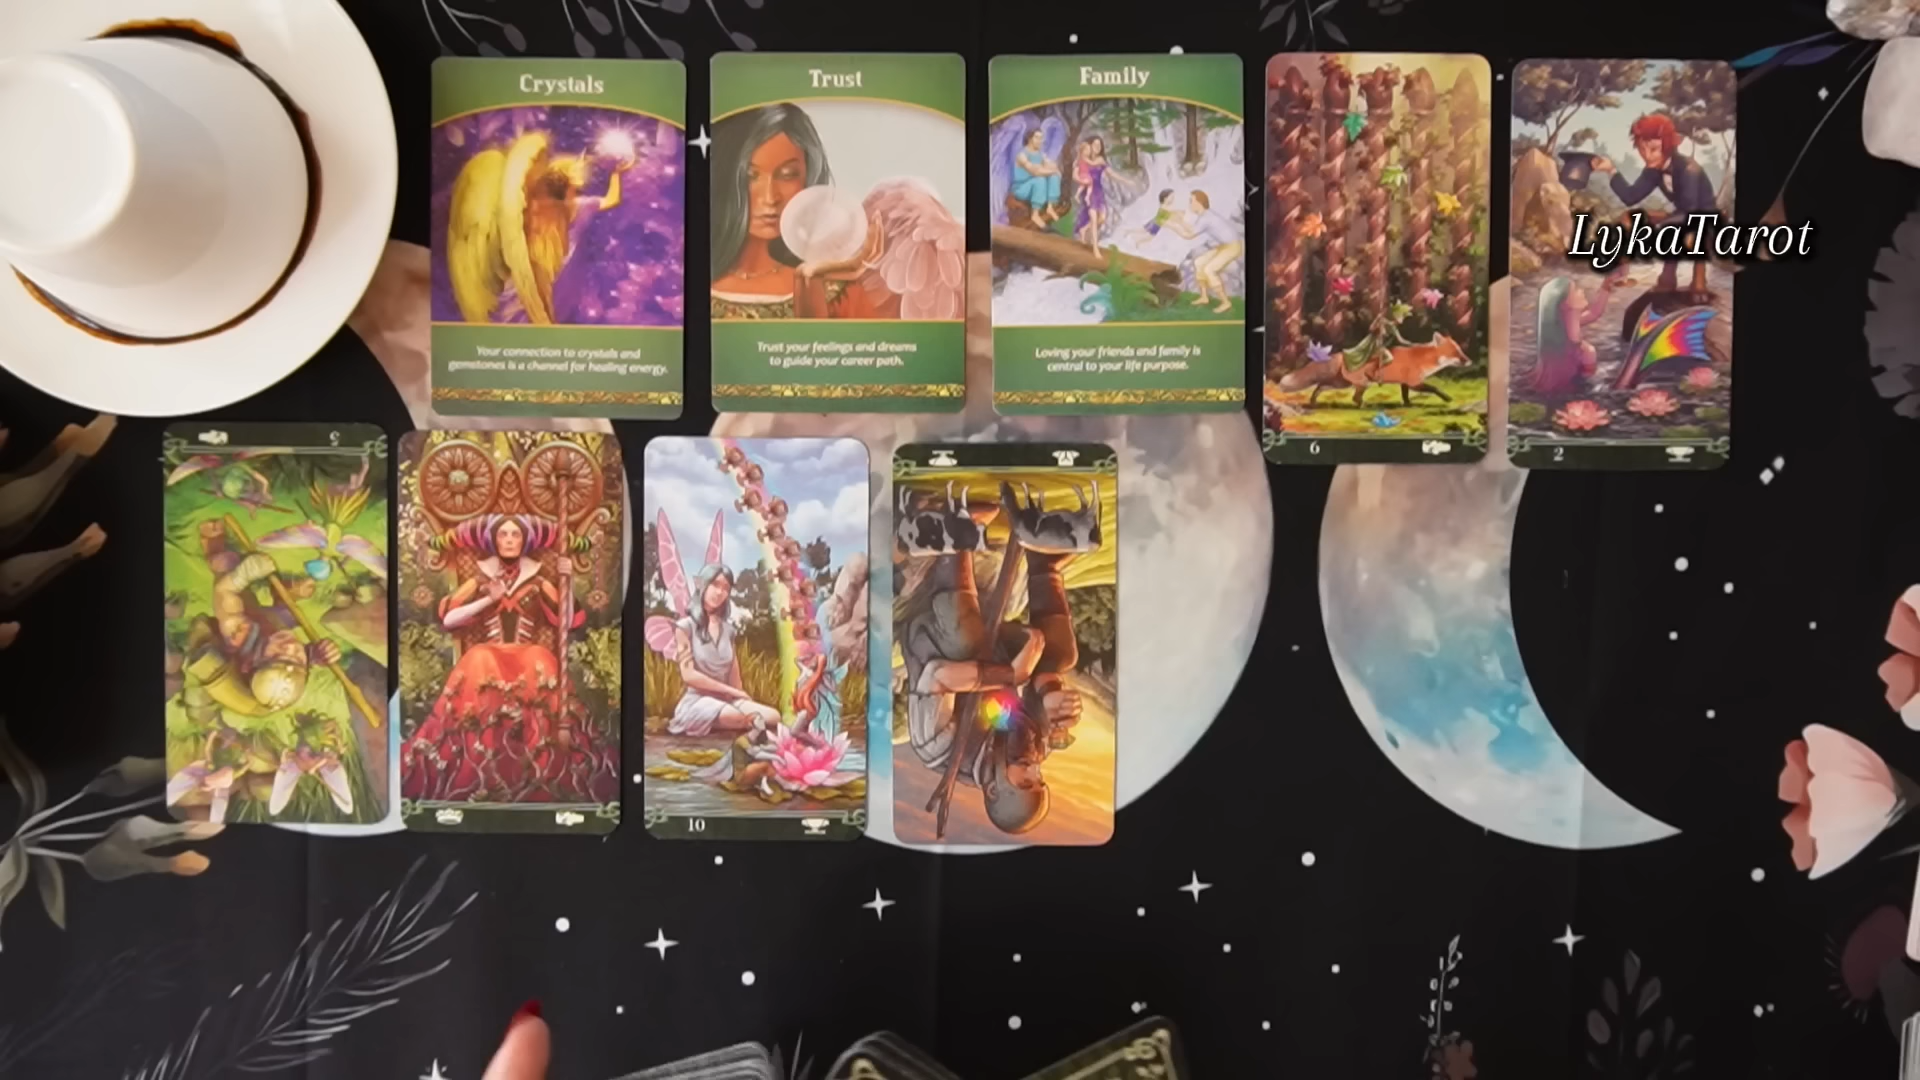 Crystals
Your connection to crystals and
gemstones is a channel for healing energy.
Trust
Trust your feelings and dreams
to guide your career path.
Family
Loving your friends and family is
central to your life purpose.
6
2
LykaTarot
5
10